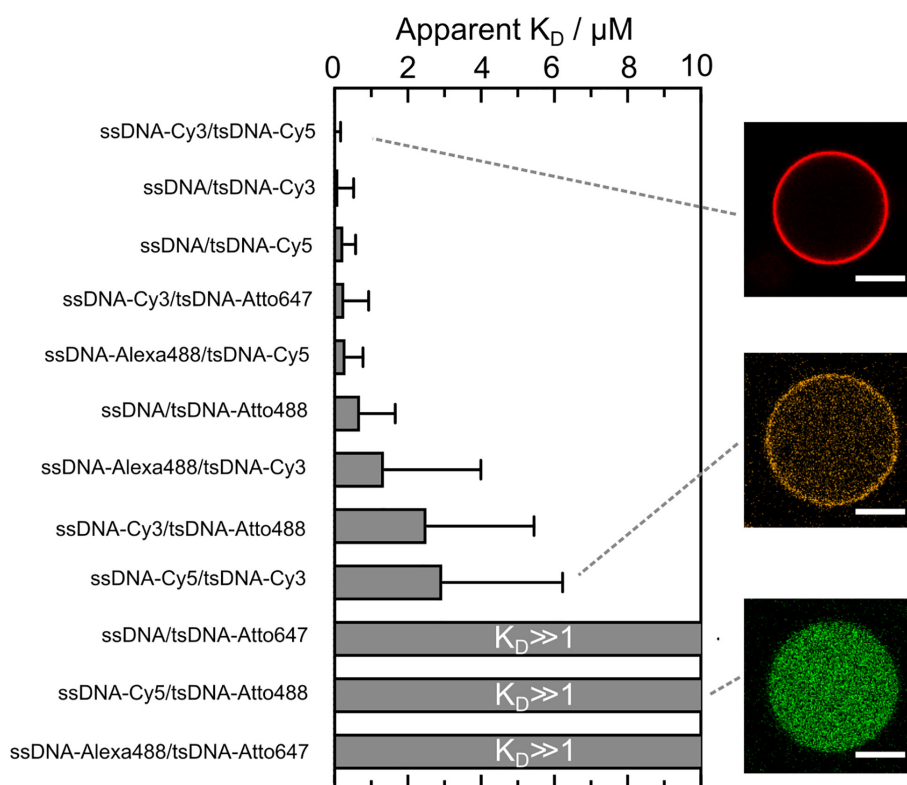 Apparent K_D / µM
0 2 4 6 8 10
ssDNA-Cy3/tsDNA-Cy5
ssDNA/tsDNA-Cy3
ssDNA/tsDNA-Cy5
ssDNA-Cy3/tsDNA-Atto647
ssDNA-Alexa488/tsDNA-Cy5
ssDNA/tsDNA-Atto488
ssDNA-Alexa488/tsDNA-Cy3
ssDNA-Cy3/tsDNA-Atto488
ssDNA-Cy5/tsDNA-Cy3
ssDNA/tsDNA-Atto647
K_D≫1
ssDNA-Cy5/tsDNA-Atto488
K_D≫1
ssDNA-Alexa488/tsDNA-Atto647
K_D≫1